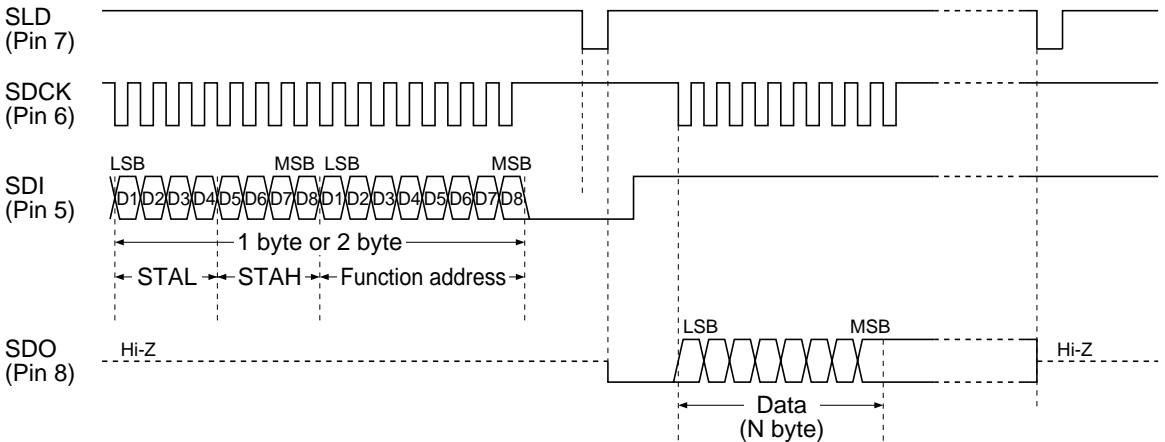 SLD
(Pin 7)
SDCK
(Pin 6)
LSB MSB LSB MSB
SDI
(Pin 5)
D1 D2 D3 D4 D5 D6 D7 D8 D1 D2 D3 D4 D5 D6 D7 D8
1 byte or 2 byte
STAL STAH Function address
SDO
(Pin 8)
Hi-Z LSB MSB Hi-Z
Data
(N byte)